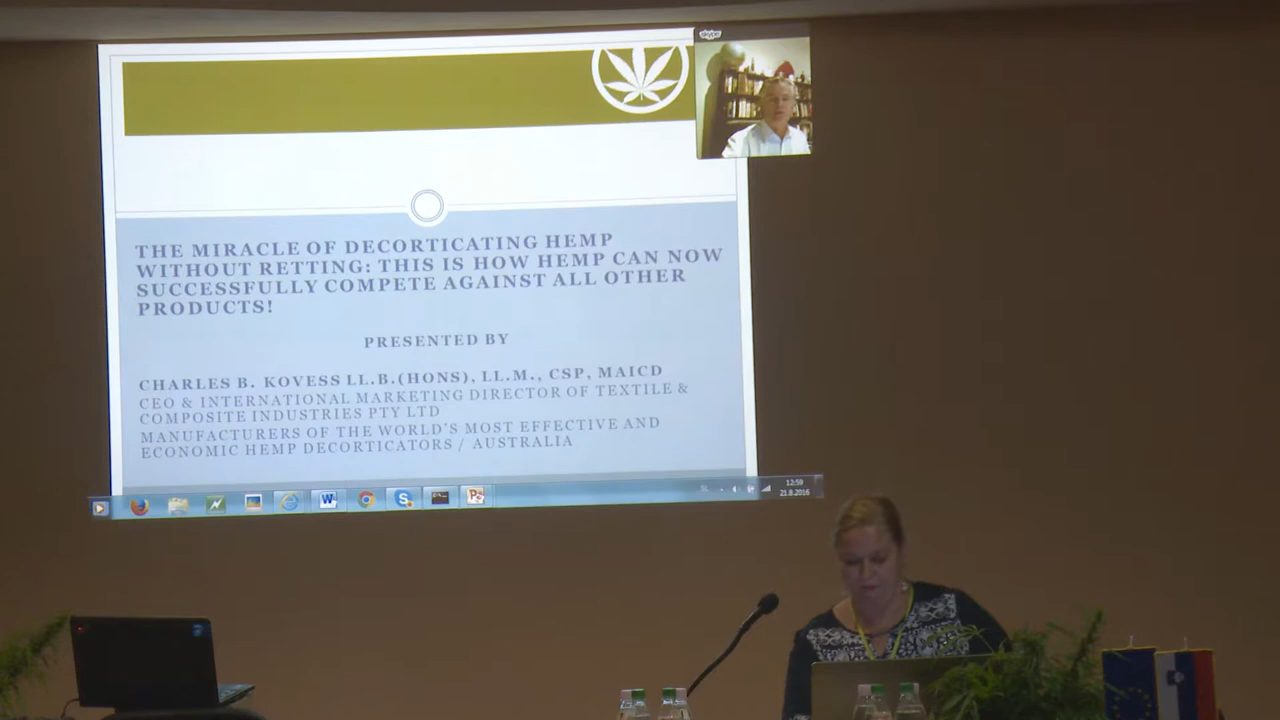 skype
THE MIRACLE OF DECORTICATING HEMP
WITHOUT RETTING: THIS IS HOW HEMP CAN NOW
SUCCESSFULLY COMPETE AGAINST ALL OTHER
PRODUCTS!
PRESENTED BY
CHARLES B. KOVESS LL.B.(HONS), LL.M., CSP, MAICD
CEO & INTERNATIONAL MARKETING DIRECTOR OF TEXTILE &
COMPOSITE INDUSTRIES PTY LTD
MANUFACTURERS OF THE WORLD'S MOST EFFECTIVE AND
ECONOMIC HEMP DECORTICATORS / AUSTRALIA
SL
12:59
21.8.2016